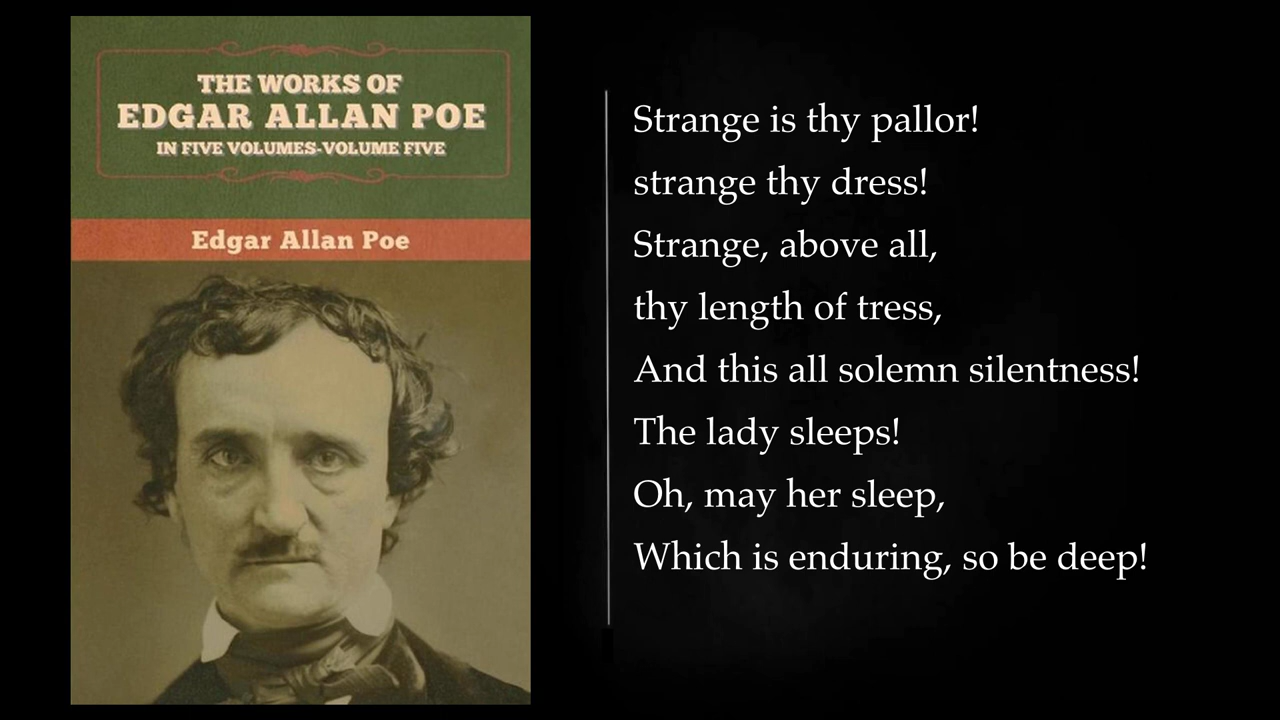 THE WORKS OF
EDGAR ALLAN POE
IN FIVE VOLUMES-VOLUME FIVE
Edgar Allan Poe
Strange is thy pallor!
strange thy dress!
Strange, above all,
thy length of tress,
And this all solemn silentness!
The lady sleeps!
Oh, may her sleep,
Which is enduring, so be deep!